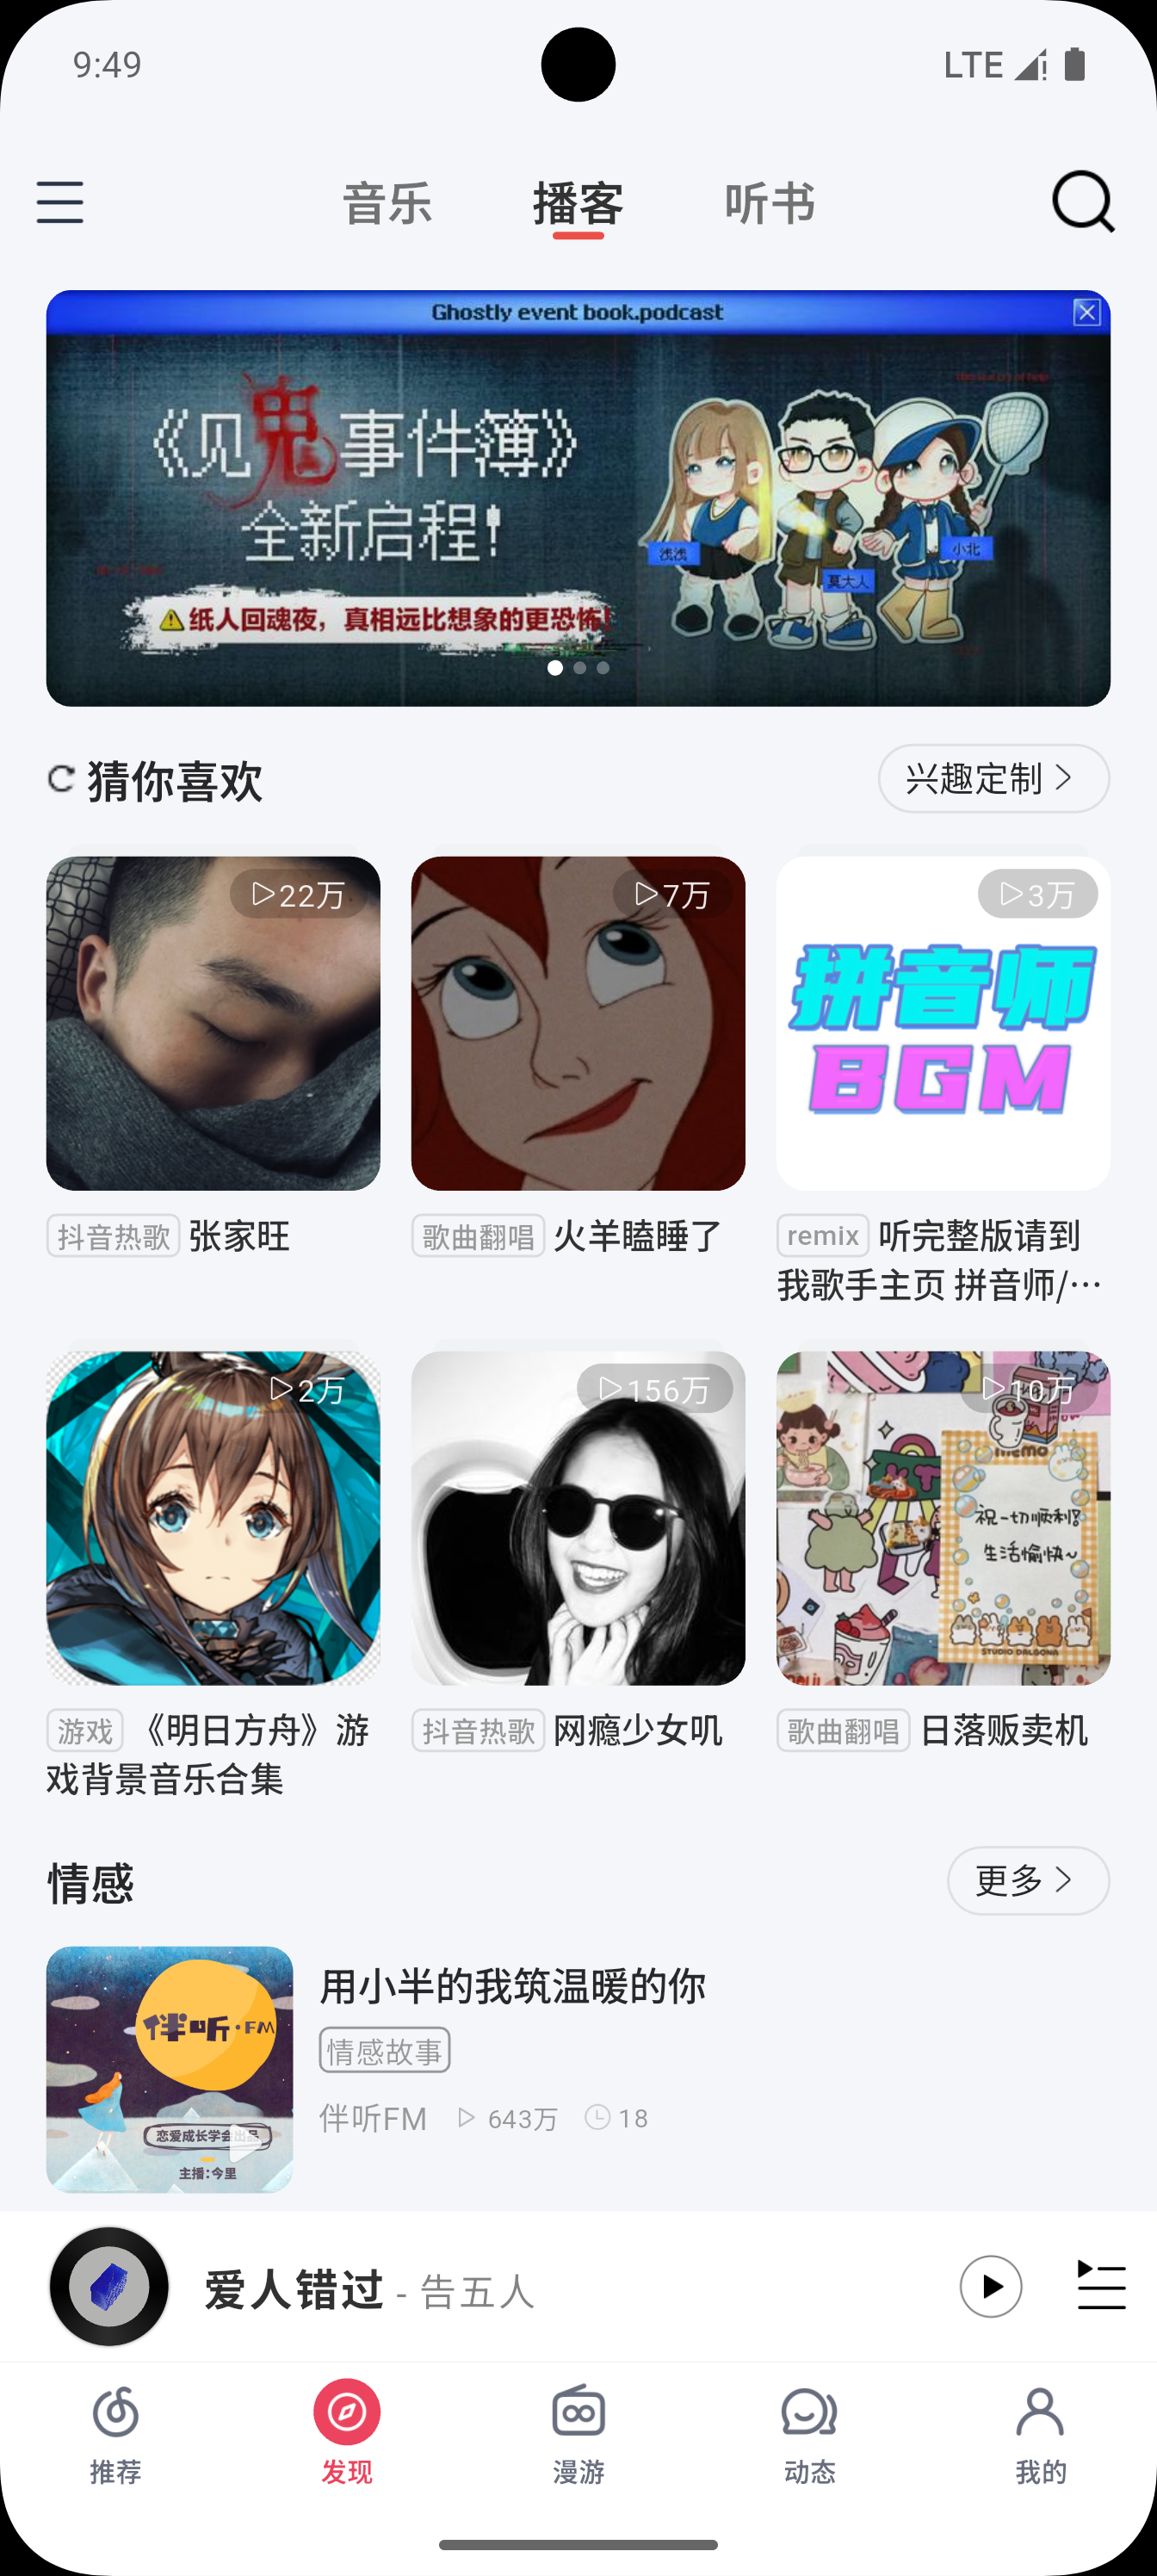 9:49
LTE
音乐
播客
听书
Ghostly event book.podcast
《见鬼事件簿》
全新启程!
纸人回魂夜，真相远比想象的更恐怖!
浅浅
莫大人
小北
猜你喜欢
兴趣定制
22万
7万
3万
拼音师
BGM
抖音热歌 张家旺
歌曲翻唱 火羊瞌睡了
remix 听完整版请到
我歌手主页 拼音师/…
2万
156万
10万
memo
祝一切顺利
生活愉快~
STUDIO DALGONA
游戏 《明日方舟》游
戏背景音乐合集
抖音热歌 网瘾少女叽
歌曲翻唱 日落贩卖机
情感
更多
伴听·FM
恋爱成长学会出品
主播:今里
用小半的我筑温暖的你
情感故事
伴听FM 643万 18
爱人错过 - 告五人
推荐
发现
漫游
动态
我的